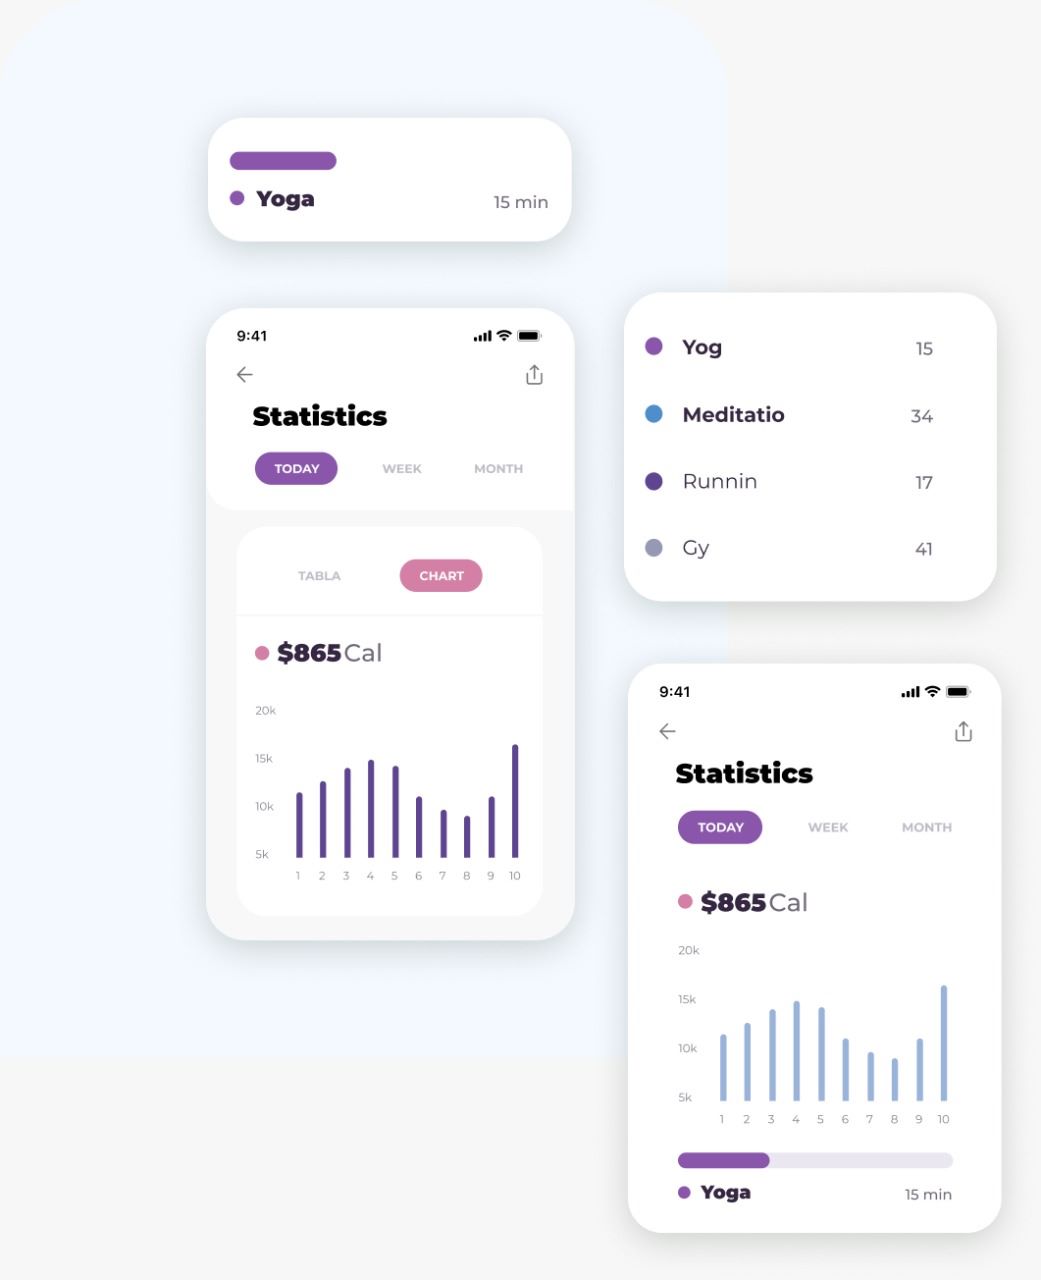 Yoga 15 min
9:41
Statistics
TODAY WEEK MONTH
TABLA CHART
$865 Cal
20k
15k
10k
5k
1 2 3 4 5 6 7 8 9 10
Yog 15
Meditatio 34
Runnin 17
Gy 41
9:41
Statistics
TODAY WEEK MONTH
$865 Cal
20k
15k
10k
5k
1 2 3 4 5 6 7 8 9 10
Yoga 15 min